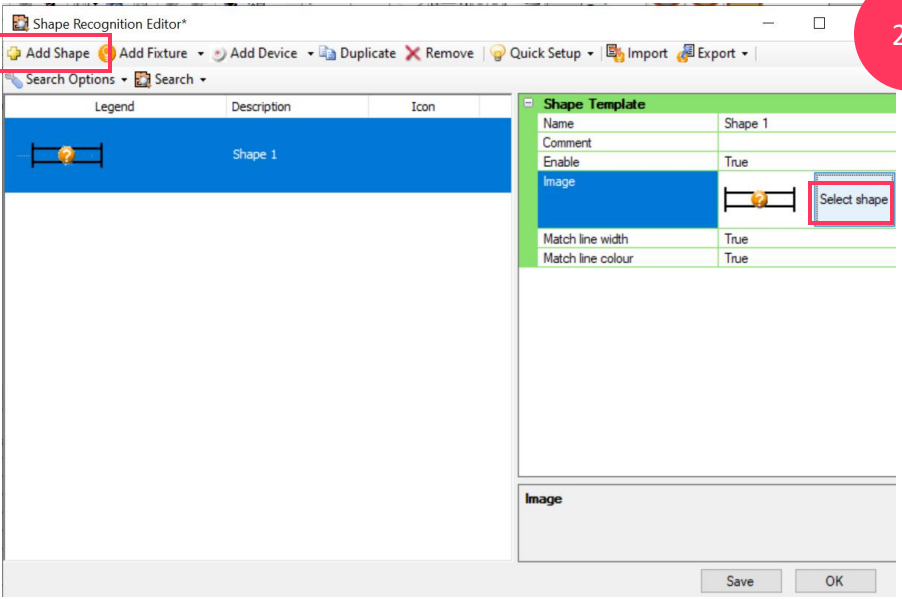 Shape Recognition Editor*
2
Add Shape Add Fixture Add Device Duplicate Remove Quick Setup Import Export
Search Options Search
Legend Description Icon
Shape 1
Shape Template
Name Shape 1
Comment
Enable True
Image Select shape
Match line width True
Match line colour True
Image
Save OK